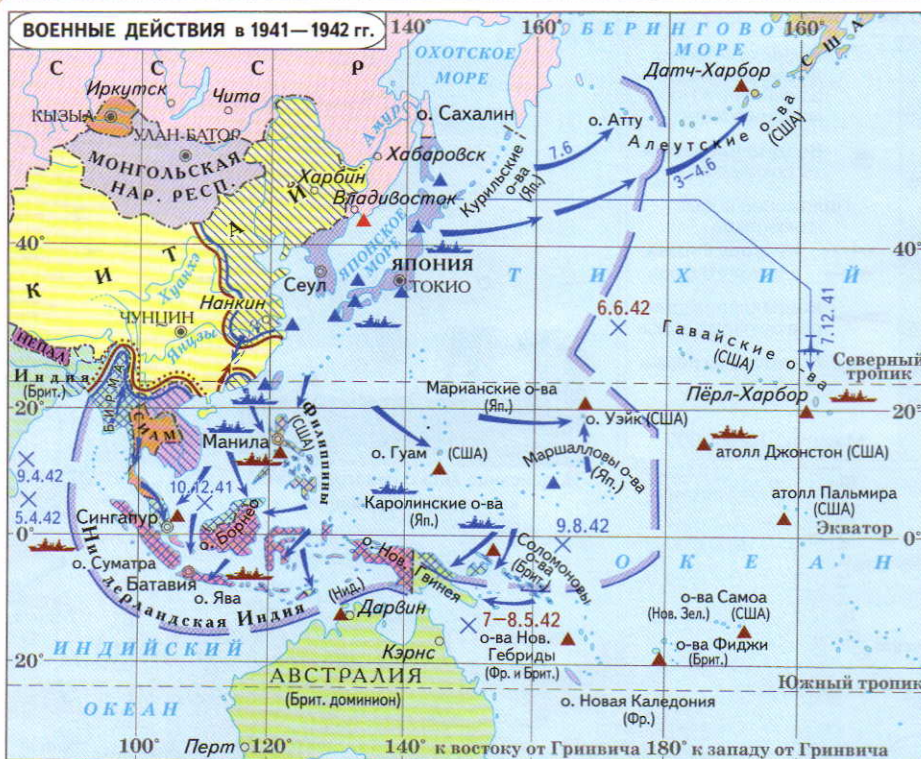 ВОЕННЫЕ ДЕЙСТВИЯ в 1941—1942 гг.
140°
160°
БЕРИНГОВО
МОРЕ
160°
США
ОХОТСКОЕ
МОРЕ
СССР
Датч-Харбор
Иркутск
Чита
КЫЗЫЛ
УЛАН-БАТОР
МОНГОЛЬСКАЯ
НАР. РЕСП.
Амур
о. Сахалин
Хабаровск
о. Атту
Алеутские о-ва
(США)
7.6
3—4.6
Курильские
о-ва
(Яп.)
Харбин
Владивосток
40°
КИТАЙ
Хуанхэ
Сеул
ЯПОНСКОЕ
МОРЕ
ЯПОНИЯ
ТОКИО
ТИХИЙ
40°
Нанкин
ЧУНЦИН
Янцзы
6.6.42
7.12.41
Гавайские о-ва
(США)
НЕПАЛ
Индия
(Брит.)
БИРМА
СИАМ
Северный
тропик
20°
Марианские о-ва
(Яп.)
Пёрл-Харбор
20°
Манила
Филиппины
(США)
о. Уэйк (США)
о. Гуам
(США)
Маршалловы о-ва
(Яп.)
атолл Джонстон (США)
9.4.42
5.4.42
10.12.41
Каролинские о-ва
(Яп.)
атолл Пальмира
(США)
Сингапур
0°
о. Борнео
9.8.42
Экватор
0°
о. Суматра
Нидерландская Индия
Батавия
о. Ява
(Нид.)
о. Нов.
Гвинея
Соломоновы
о-ва
(Брит.)
ОКЕАН
о-ва Самоа
(Нов. Зел.)
(США)
Дарвин
7—8.5.42
о-ва Нов.
Гебриды
(Фр. и Брит.)
о-ва Фиджи
(Брит.)
ИНДИЙСКИЙ
Кэрнс
20°
20°
АВСТРАЛИЯ
(Брит. доминион)
Южный тропик
ОКЕАН
о. Новая Каледония
(Фр.)
Перт
100°
120°
140°
к востоку от Гринвича
180°
к западу от Гринвича